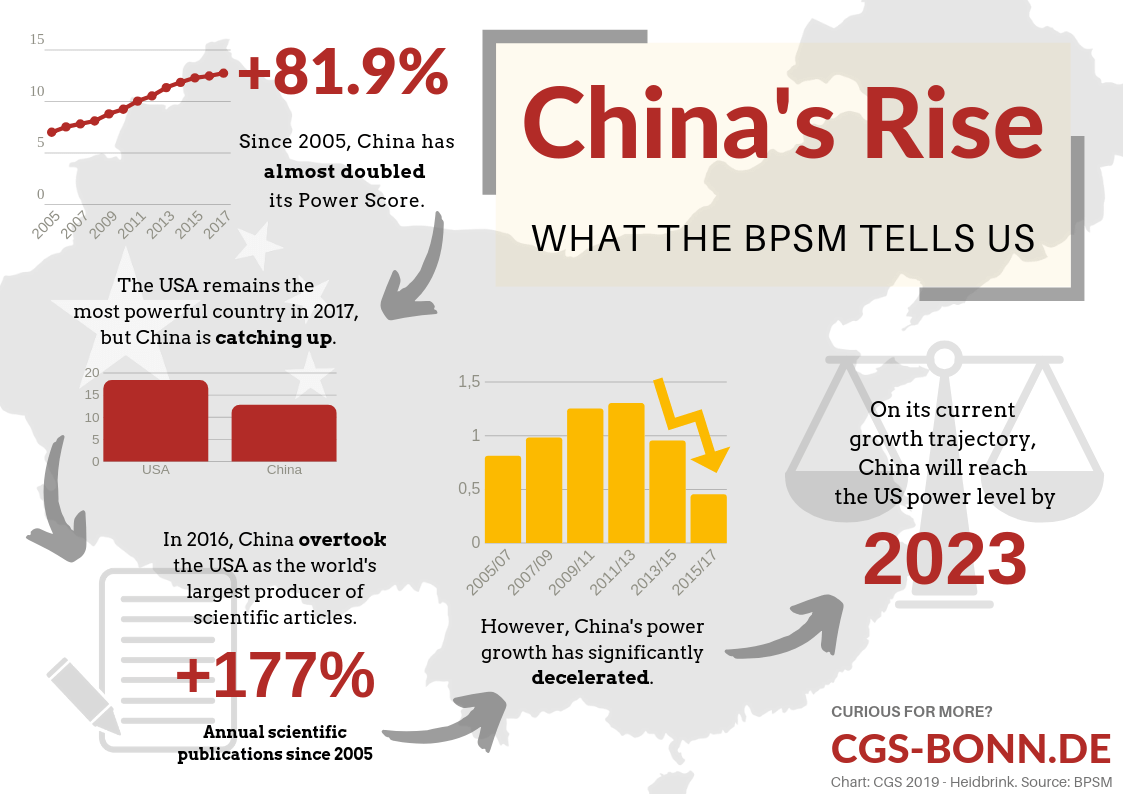 China's Rise
WHAT THE BPSM TELLS US
15
10
5
0
2005
2007
2009
2011
2013
2015
2017
+81.9%
Since 2005, China has
almost doubled
its Power Score.
The USA remains the
most powerful country in 2017,
but China is catching up.
20
15
10
5
0
USA
China
In 2016, China overtook
the USA as the world's
largest producer of
scientific articles.
+177%
Annual scientific
publications since 2005
1,5
1
0,5
0
2005/07
2007/09
2009/11
2011/13
2013/15
2015/17
However, China's power
growth has significantly
decelerated.
On its current
growth trajectory,
China will reach
the US power level by
2023
CURIOUS FOR MORE?
CGS-BONN.DE
Chart: CGS 2019 - Heidbrink. Source: BPSM